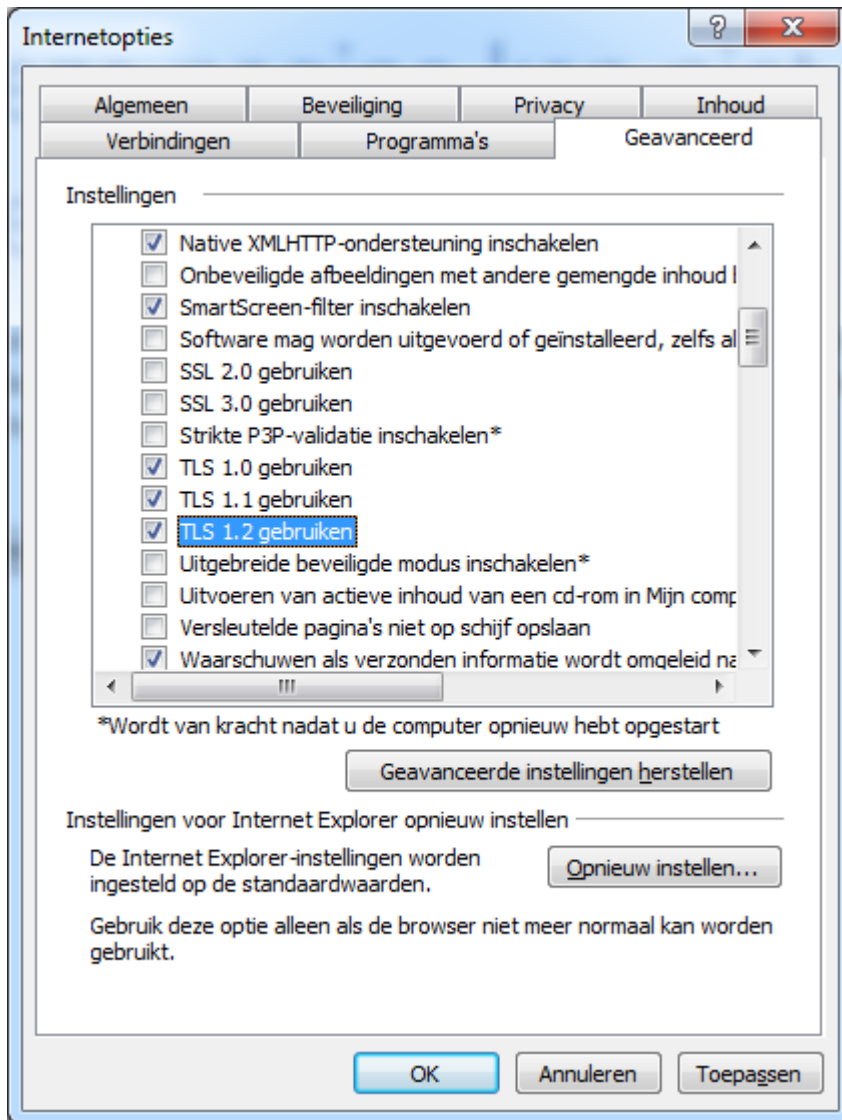 Internetopties
Algemeen Beveiliging Privacy Inhoud
Verbindingen Programma's Geavanceerd
Instellingen
Native XMLHTTP-ondersteuning inschakelen
Onbeveiligde afbeeldingen met andere gemengde inhoud
SmartScreen-filter inschakelen
Software mag worden uitgevoerd of geïnstalleerd, zelfs al
SSL 2.0 gebruiken
SSL 3.0 gebruiken
Strikte P3P-validatie inschakelen*
TLS 1.0 gebruiken
TLS 1.1 gebruiken
TLS 1.2 gebruiken
Uitgebreide beveiligde modus inschakelen*
Uitvoeren van actieve inhoud van een cd-rom in Mijn comp
Versleutelde pagina's niet op schijf opslaan
Waarschuwen als verzonden informatie wordt omgeleid na
*Wordt van kracht nadat u de computer opnieuw hebt opgestart
Geavanceerde instellingen herstellen
Instellingen voor Internet Explorer opnieuw instellen
De Internet Explorer-instellingen worden
ingesteld op de standaardwaarden.
Opnieuw instellen...
Gebruik deze optie alleen als de browser niet meer normaal kan worden
gebruikt.
OK Annuleren Toepassen